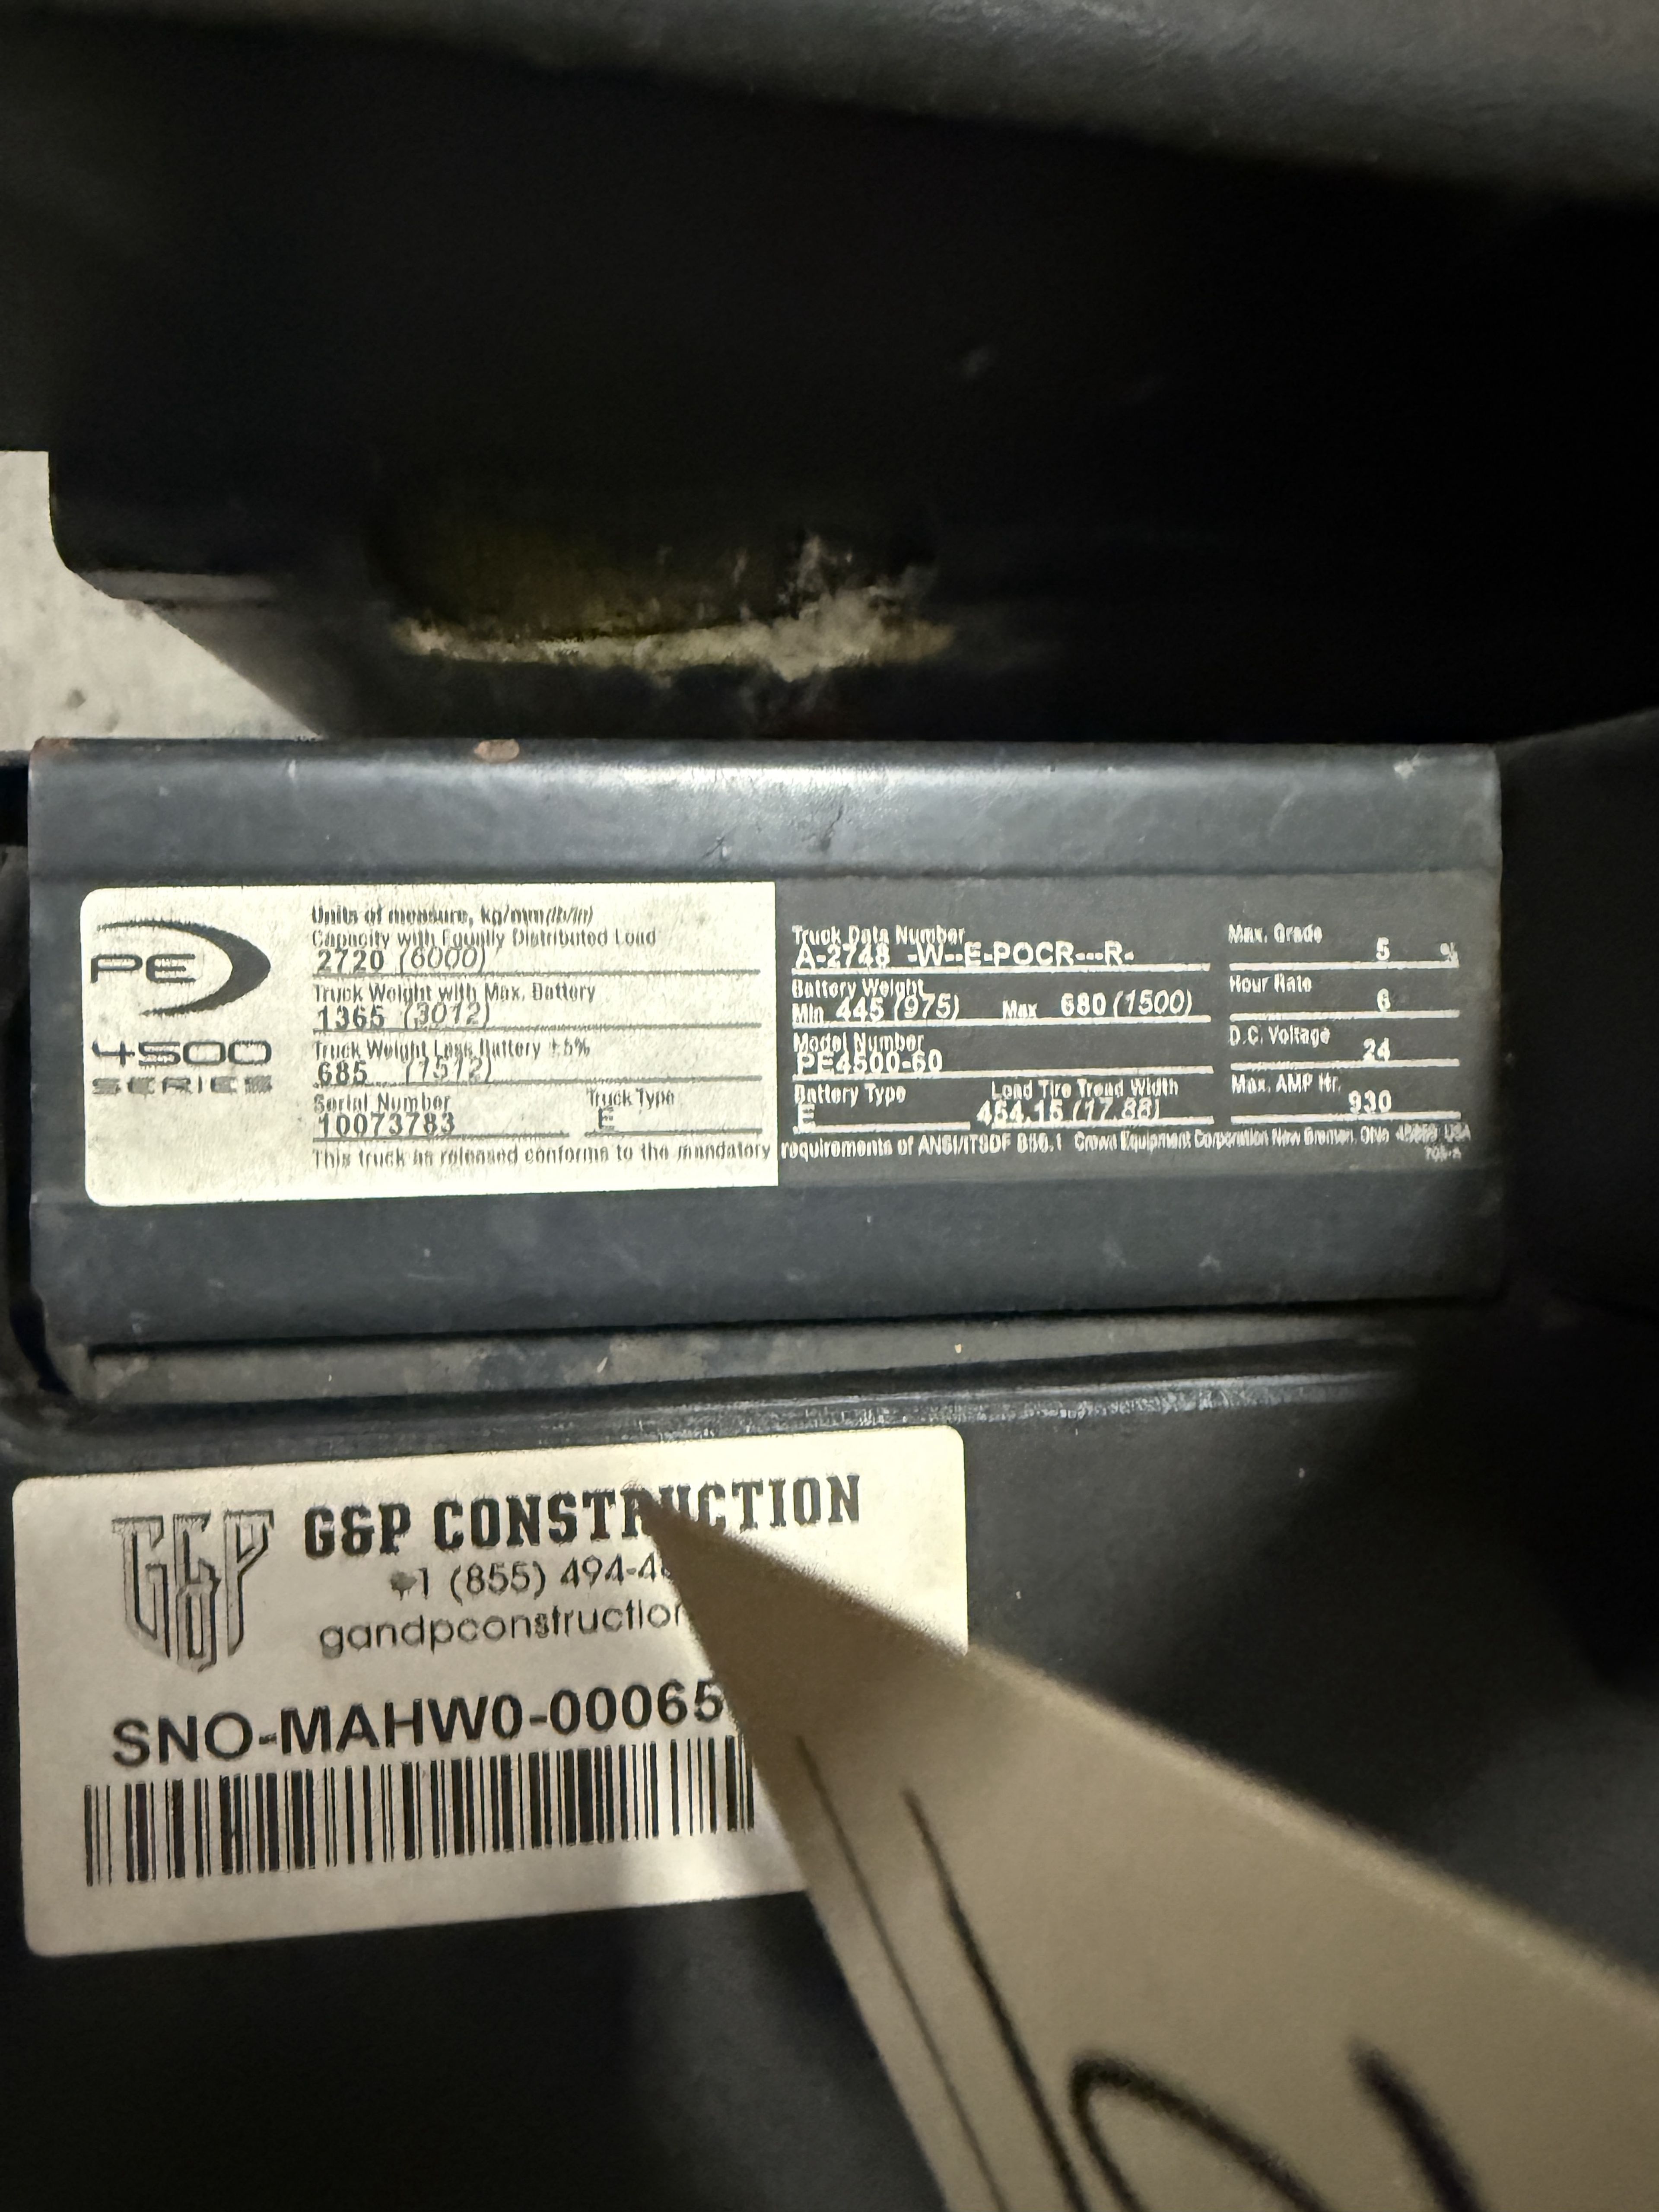 PE
4500
SERIES
Units of measure, kg/mm(lb/in)
Capacity with Equally Distributed Load
2720 (6000)
Truck Weight with Max. Battery
1365 (3012)
Truck Weight Less Battery ±5%
685 (1512)
Serial Number Truck Type
10073783 E
Truck Data Number
A-2748 -W--E-POCR---R-
Battery Weight
Min 445 (975) Max 680 (1500)
Model Number
PE4500-60
Battery Type Load Tire Tread Width
E 454.15 (17.88)
Max. Grade
5 %
Hour Rate
6
D.C. Voltage
24
Max. AMP Hr.
930
This truck as released conforms to the mandatory requirements of ANSI/ITSDF B56.1 Crown Equipment Corporation New Bremen, Ohio 45869 USA
G&P
G&P CONSTRUCTION
+1 (855) 494-4
gandpconstruction
SNO-MAHW0-00065